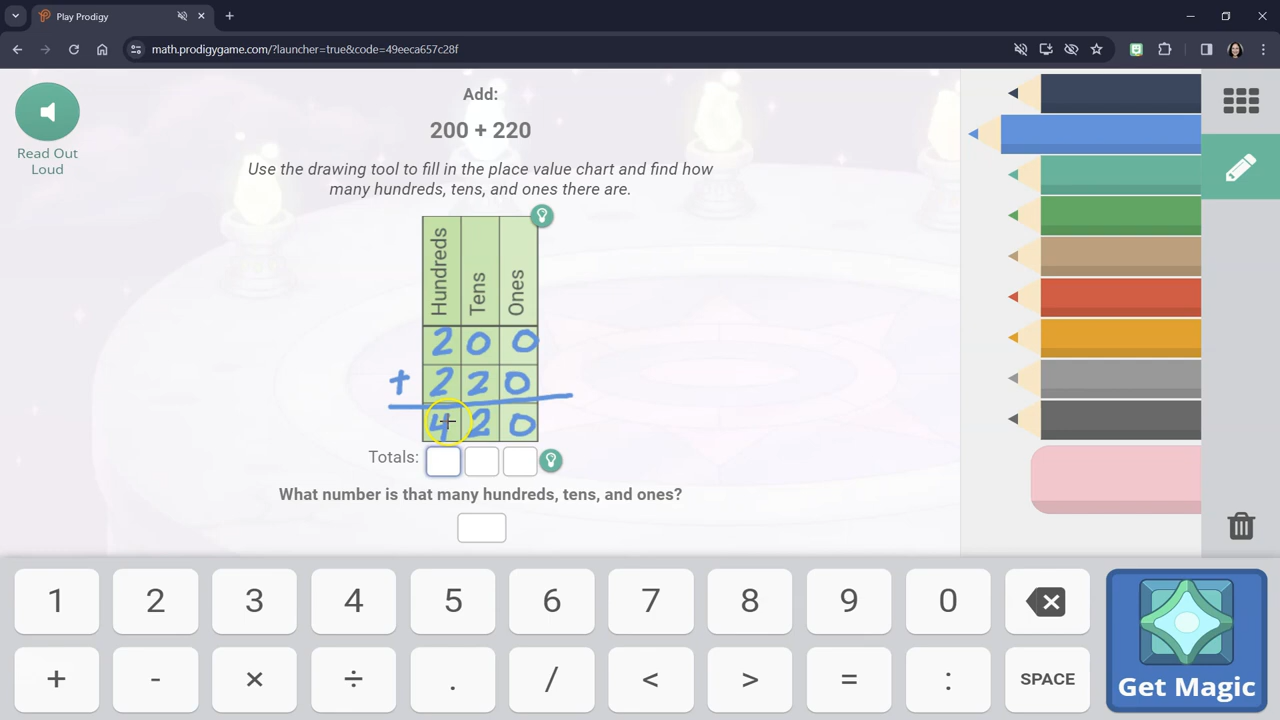 Play Prodigy
math.prodigygame.com/?launcher=true&code=49eeca657c28f
Read Out
Loud
Add:
200 + 220
Use the drawing tool to fill in the place value chart and find how
many hundreds, tens, and ones there are.
Hundreds Tens Ones
2 0 0
+ 2 2 0
4 2 0
Totals:
What number is that many hundreds, tens, and ones?
1 2 3 4 5 6 7 8 9 0
+ - × ÷ . / < > = : SPACE
Get Magic